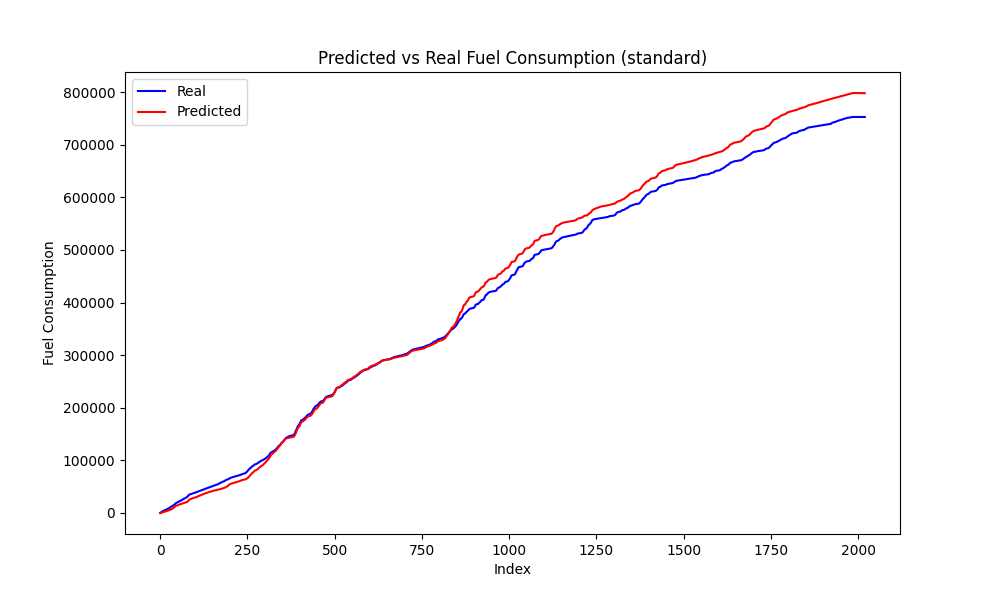 Predicted vs Real Fuel Consumption (standard)
Real
Predicted
800000
700000
600000
500000
400000
300000
200000
100000
0
Fuel Consumption
0 250 500 750 1000 1250 1500 1750 2000
Index